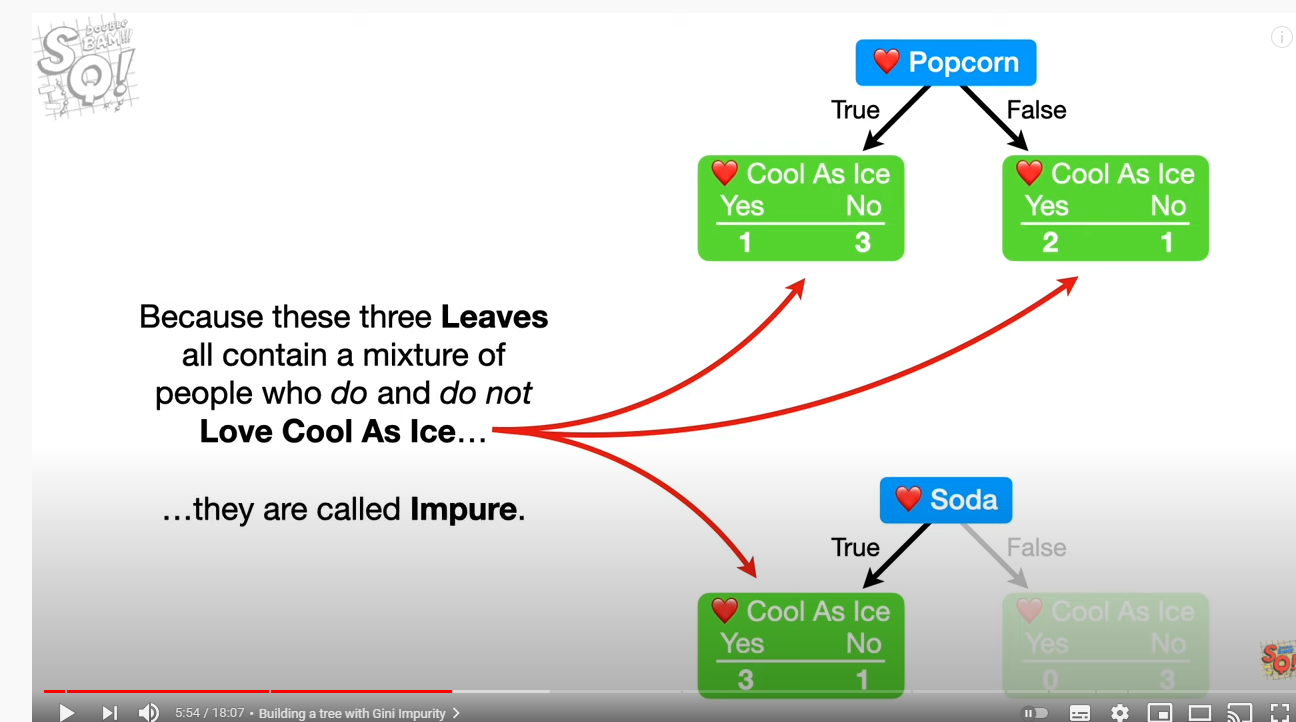 DOUBLE
BAM!!!
SQ!
❤️ Popcorn
True
False
❤️ Cool As Ice
Yes No
1 3
❤️ Cool As Ice
Yes No
2 1
Because these three Leaves
all contain a mixture of
people who do and do not
Love Cool As Ice…
…they are called Impure.
❤️ Soda
True
False
❤️ Cool As Ice
Yes No
3 1
❤️ Cool As Ice
Yes No
0 3
SQ!
5:54 / 18:07 • Building a tree with Gini Impurity >